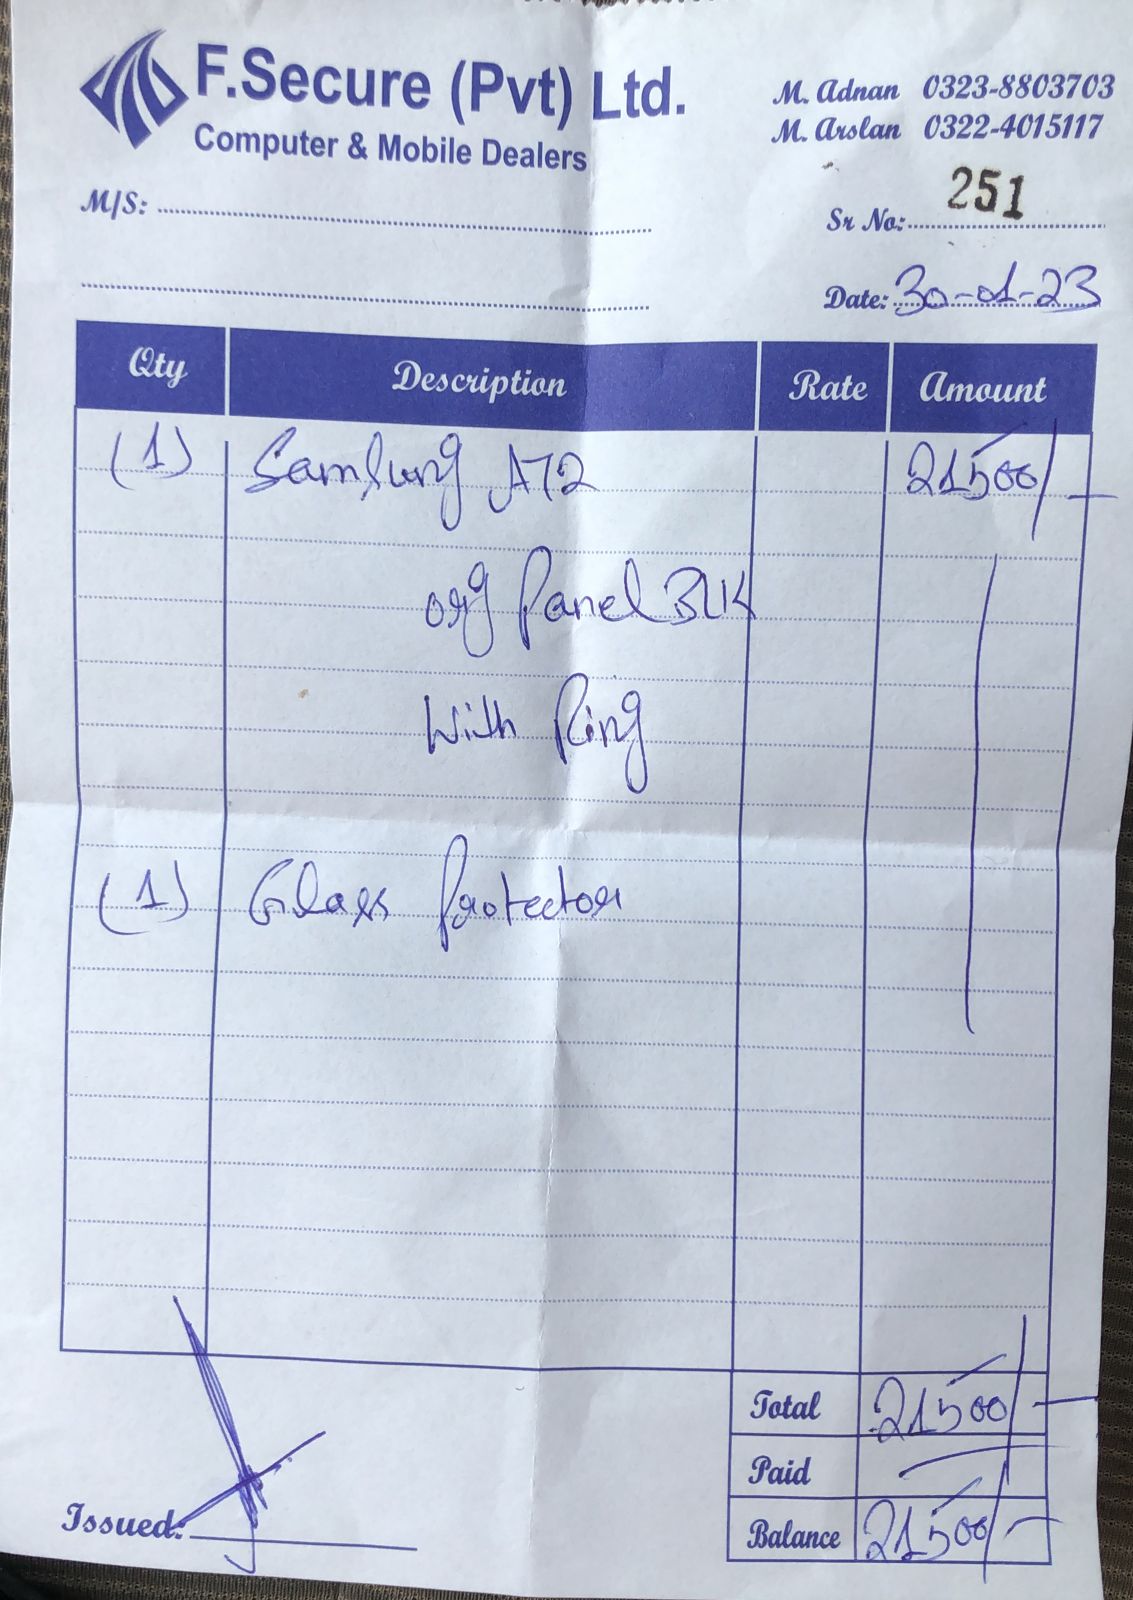 F.Secure (Pvt) Ltd.
Computer & Mobile Dealers
M. Adnan 0323-8803703
M. Arslan 0322-4015117
M/S:
Sr No: 251
Date: 30-01-23
Qty Description Rate Amount
(1) Samsung A72 21500/-
org Panel BLK
With Ring
(1) Glass Protector
Total 21500/-
Paid
Balance 21500/-
Issued: